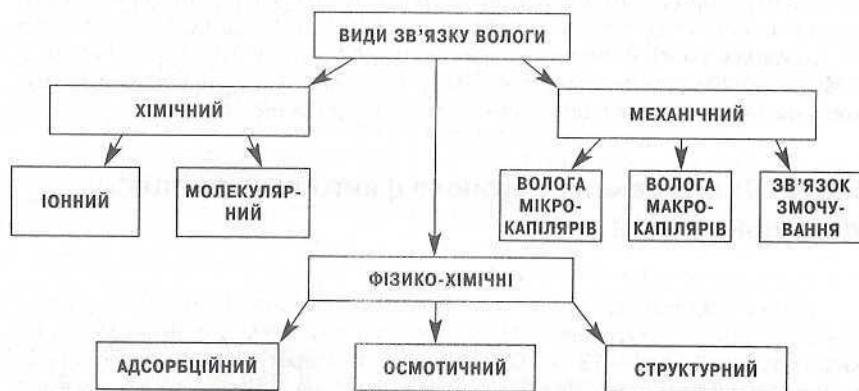 ВИДИ ЗВ'ЯЗКУ ВОЛОГИ
ХІМІЧНИЙ
МЕХАНІЧНИЙ
ІОННИЙ
МОЛЕКУЛЯР-
НИЙ
ВОЛОГА
МІКРО-
КАПІЛЯРІВ
ВОЛОГА
МАКРО-
КАПІЛЯРІВ
ЗВ'ЯЗОК
ЗМОЧУ-
ВАННЯ
ФІЗИКО-ХІМІЧНІ
АДСОРБЦІЙНИЙ
ОСМОТИЧНИЙ
СТРУКТУРНИЙ